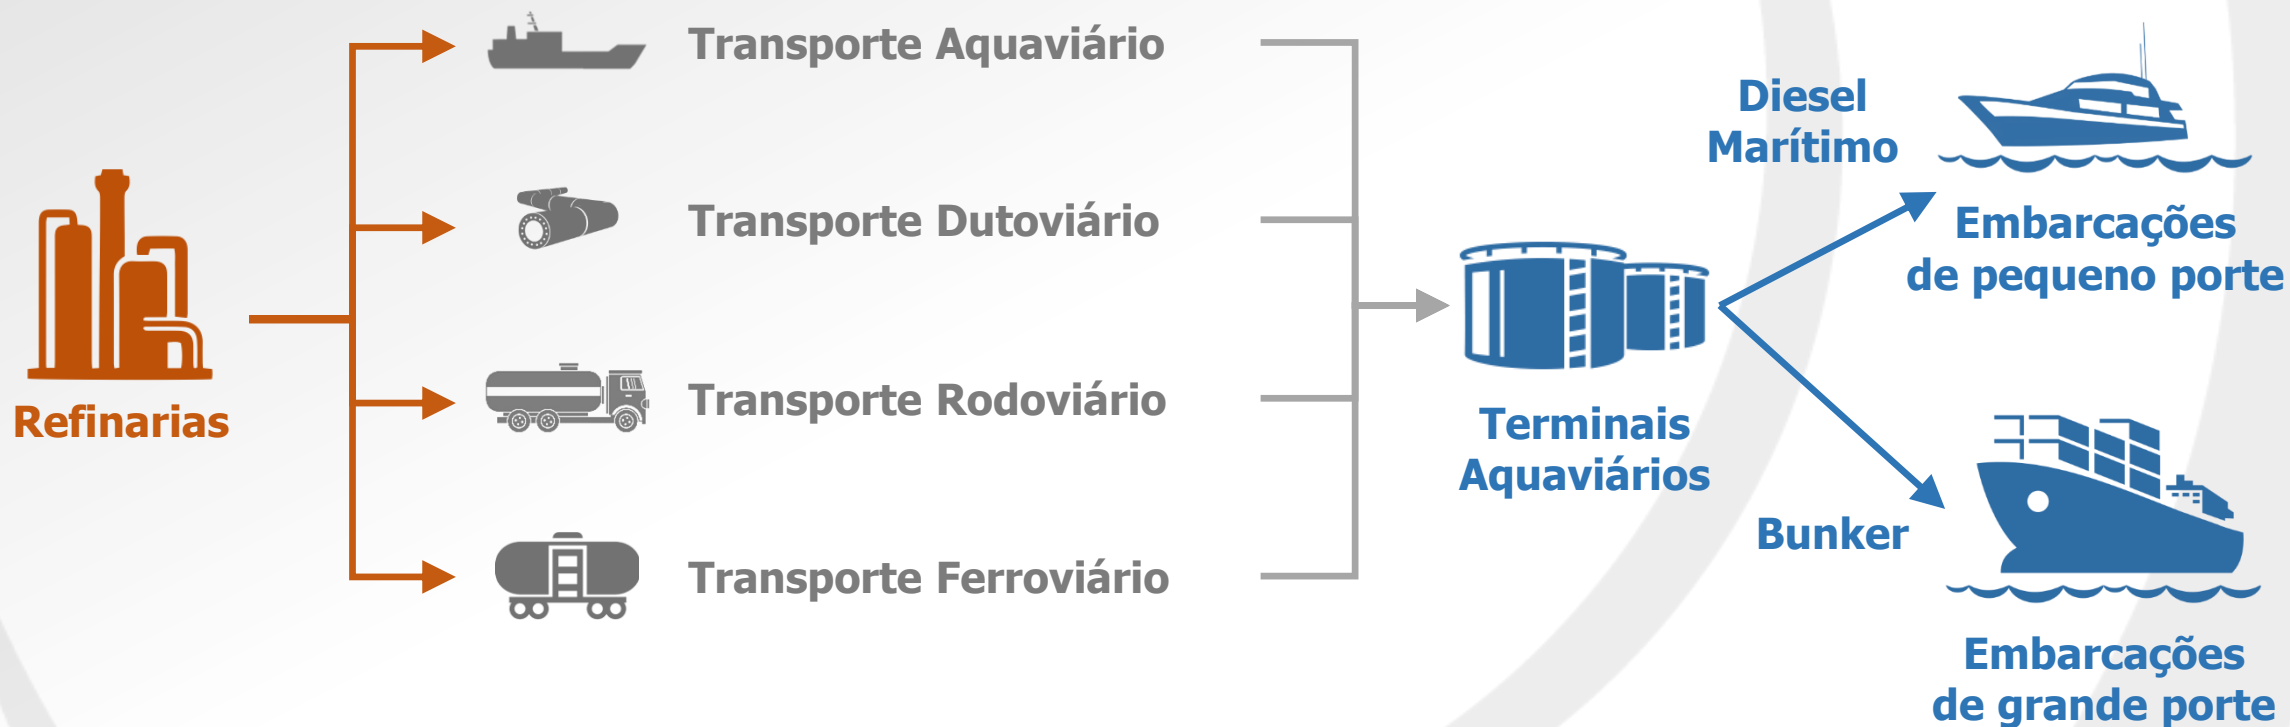 Refinarias
Transporte Aquaviário
Transporte Dutoviário
Transporte Rodoviário
Transporte Ferroviário
Terminais
Aquaviários
Diesel
Marítimo
Embarcações
de pequeno porte
Bunker
Embarcações
de grande porte